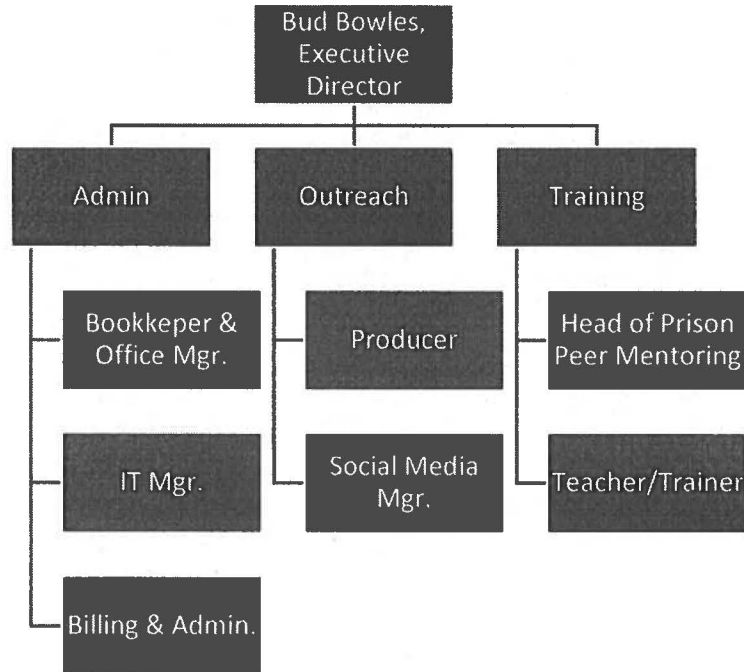 Bud Bowles,
Executive
Director
Admin
Outreach
Training
Bookkeper &
Office Mgr.
Producer
Head of Prison
Peer Mentoring
IT Mgr.
Social Media
Mgr.
Teacher/Trainer
Billing & Admin.